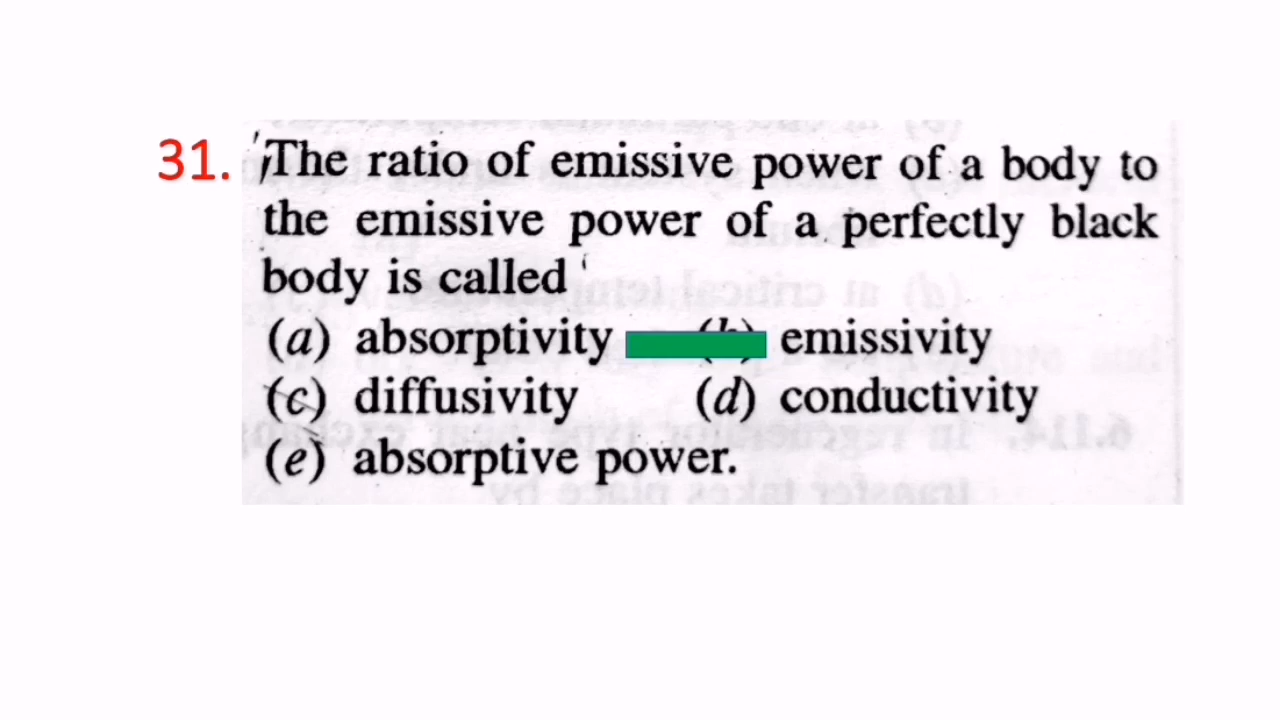 31. The ratio of emissive power of a body to
the emissive power of a perfectly black
body is called
(a) absorptivity (b) emissivity
(c) diffusivity (d) conductivity
(e) absorptive power.